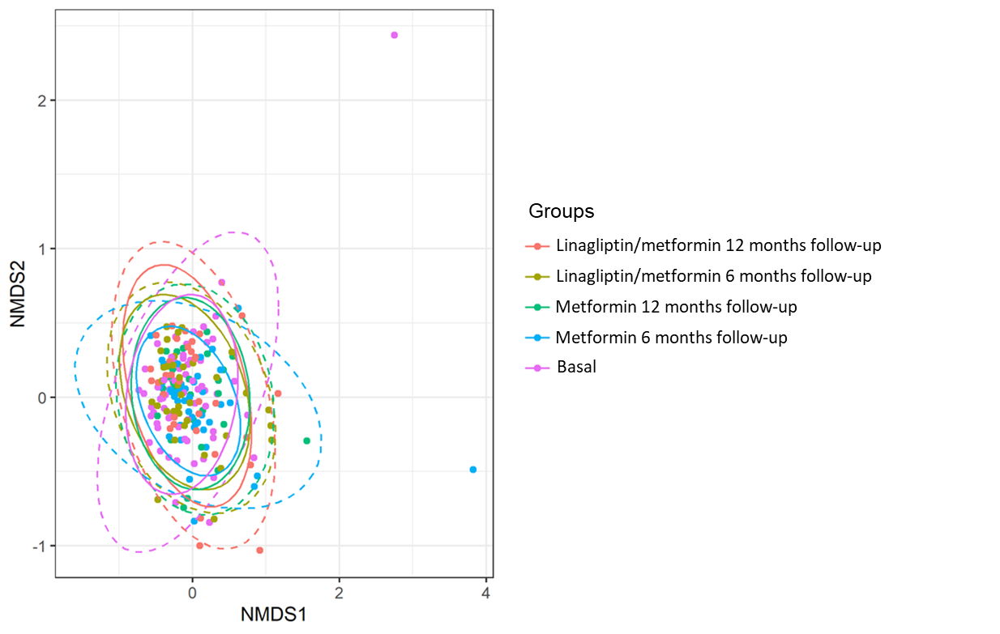 2
1
0
-1
NMDS2
0
2
4
NMDS1
Groups
Linagliptin/metformin 12 months follow-up
Linagliptin/metformin 6 months follow-up
Metformin 12 months follow-up
Metformin 6 months follow-up
Basal